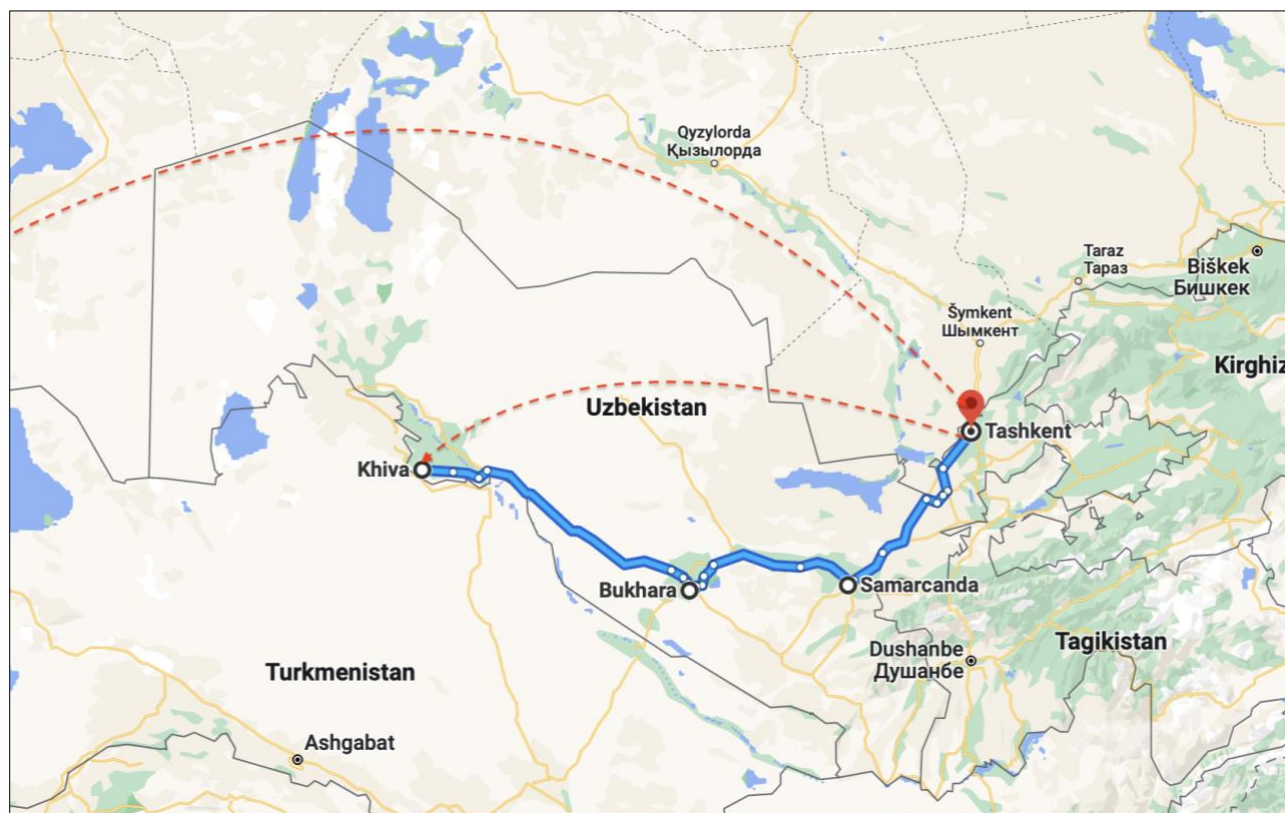 Qyzylorda
Қызылорда
Taraz
Тараз
Biškek
Бишкек
Šymkent
Шымкент
Kirghiz
Uzbekistan
Tashkent
Khiva
Bukhara
Samarcanda
Dushanbe
Душанбе
Tagikistan
Turkmenistan
Ashgabat